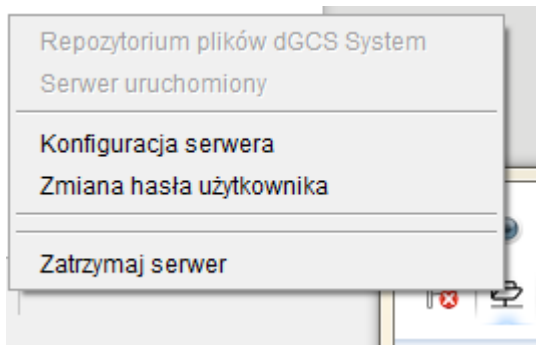 Repozytorium plików dGCS System
Serwer uruchomiony
Konfiguracja serwera
Zmiana hasła użytkownika
Zatrzymaj serwer